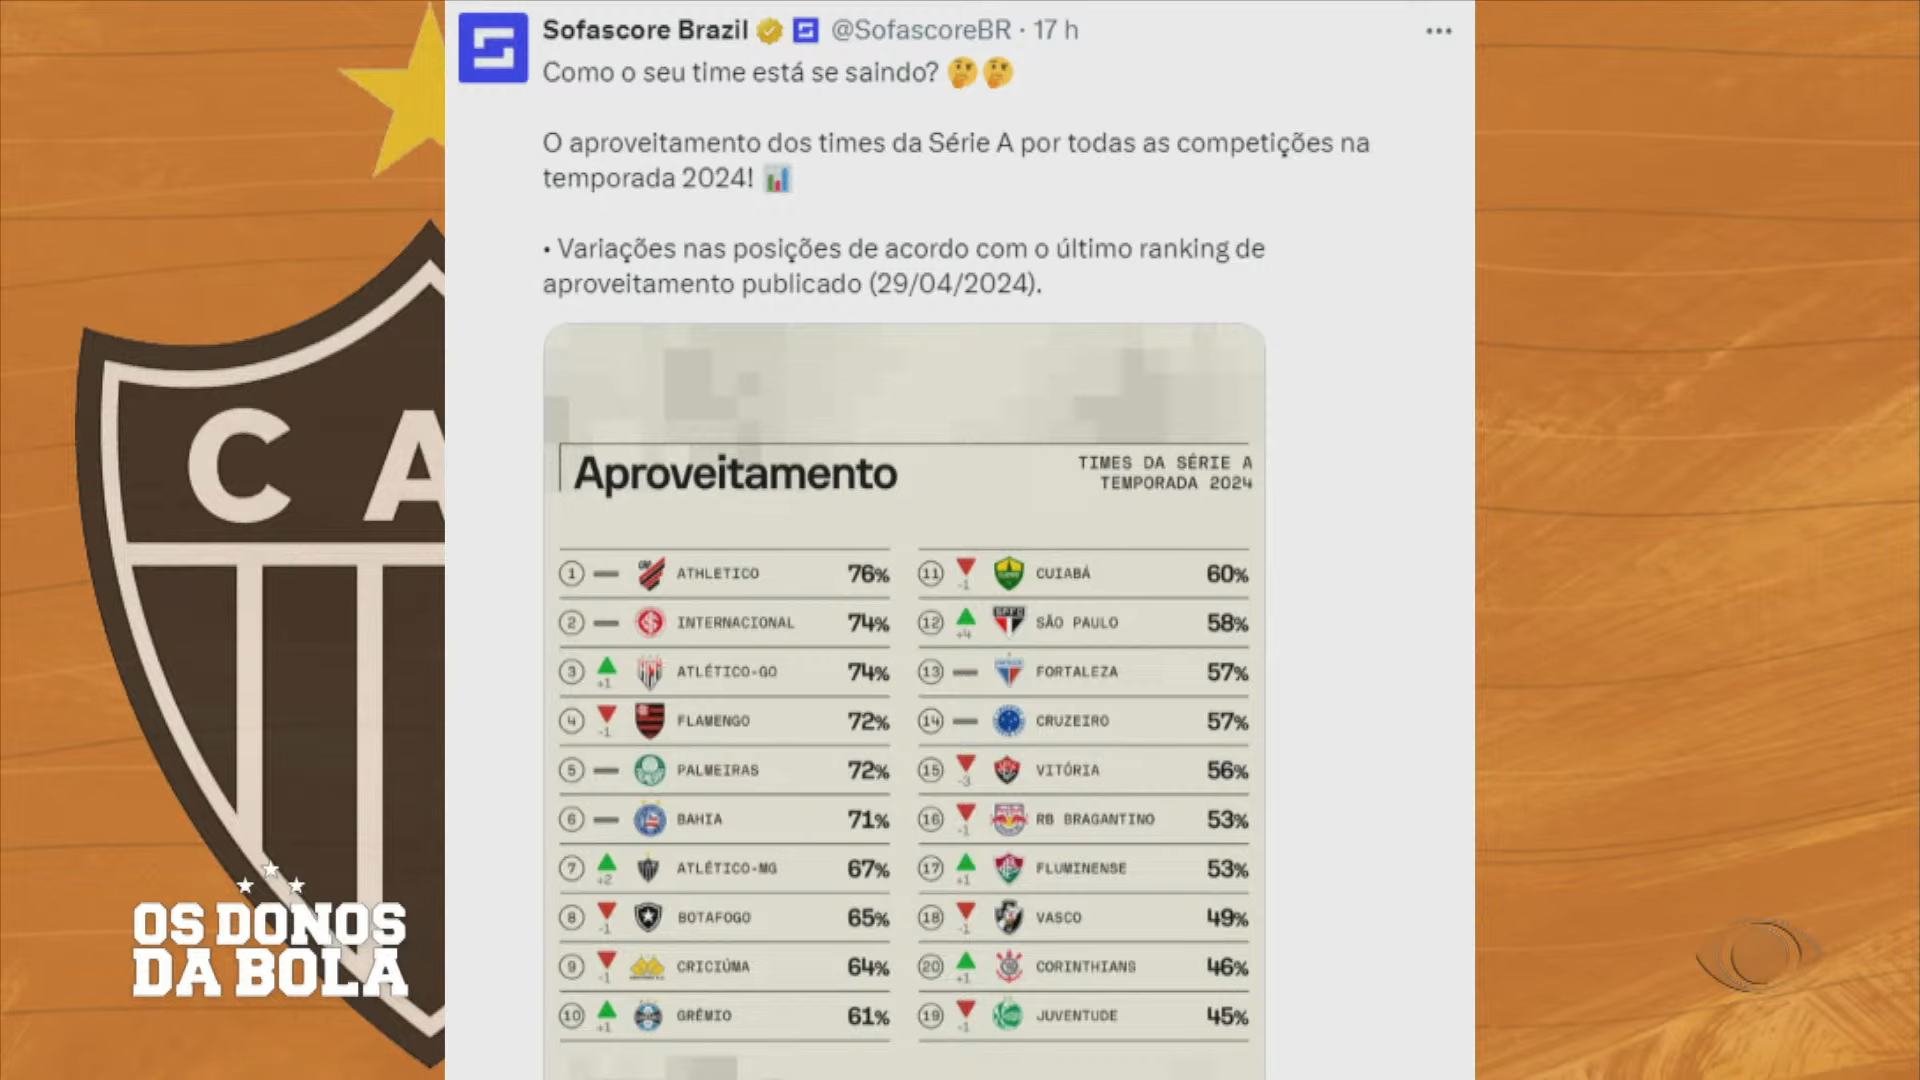 Sofascore Brazil @SofascoreBR · 17 h
Como o seu time está se saindo? 🤔🤔
O aproveitamento dos times da Série A por todas as competições na
temporada 2024! 📊
• Variações nas posições de acordo com o último ranking de
aproveitamento publicado (29/04/2024).
Aproveitamento
TIMES DA SÉRIE A
TEMPORADA 2024
1 ATHLETICO 76%
2 INTERNACIONAL 74%
3 +1 ATLÉTICO-GO 74%
4 -1 FLAMENGO 72%
5 PALMEIRAS 72%
6 BAHIA 71%
7 +2 ATLÉTICO-MG 67%
8 -1 BOTAFOGO 65%
9 -1 CRICIÚMA 64%
10 +1 GRÊMIO 61%
11 -1 CUIABÁ 60%
12 +4 SÃO PAULO 58%
13 FORTALEZA 57%
14 CRUZEIRO 57%
15 -3 VITÓRIA 56%
16 -1 RB BRAGANTINO 53%
17 +1 FLUMINENSE 53%
18 -1 VASCO 49%
20 +1 CORINTHIANS 46%
19 -1 JUVENTUDE 45%
C A
OS DONOS
DA BOLA